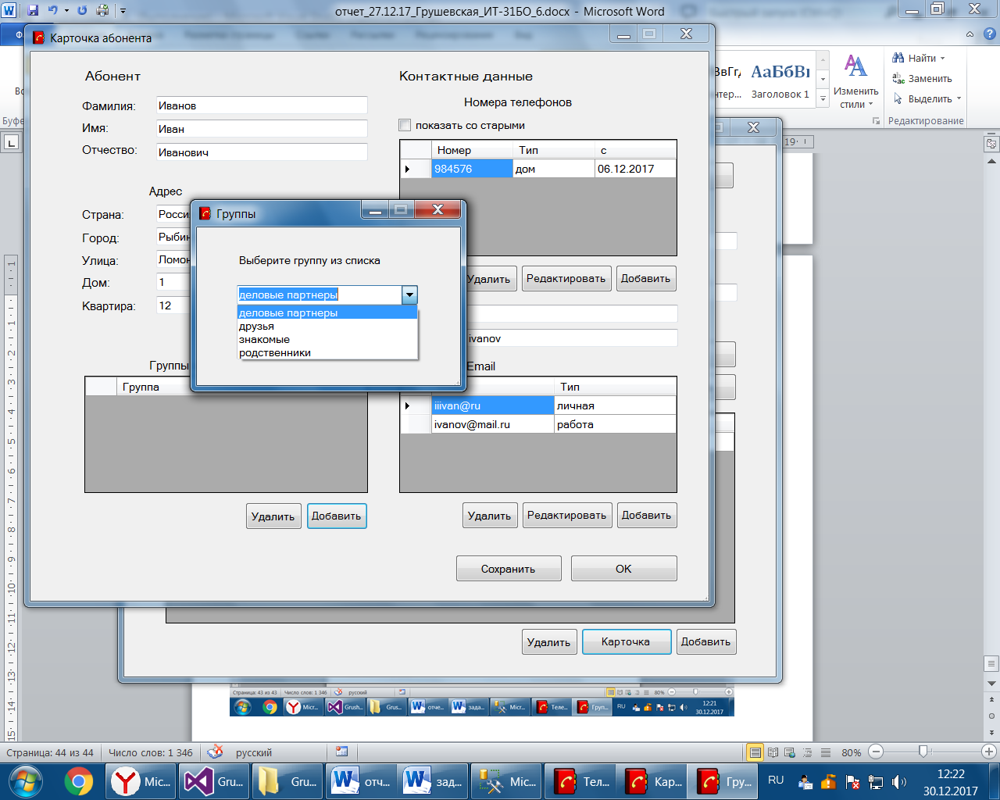 отчет_27.12.17_Грушевская_ИТ-31БО_6.docx - Microsoft Word
Карточка абонента
Абонент
Фамилия: Иванов
Имя: Иван
Отчество: Иванович
Адрес
Страна:
Город:
Улица:
Дом: 1
Квартира: 12
Группы
Группа
Удалить Добавить
Контактные данные
Номера телефонов
показать со старыми
Номер Тип с
984576 дом 06.12.2017
Удалить Редактировать Добавить
ivanov
Email
Тип
iiivan@ru личная
ivanov@mail.ru работа
Удалить Редактировать Добавить
Сохранить OK
Группы
Выберите группу из списка
деловые партнеры
деловые партнеры
друзья
знакомые
родственники
Удалить Карточка Добавить
АаБбВı
Заголовок 1
Изменить
стили
Найти
Заменить
Выделить
Редактирование
19
Страница: 43 из 43 Число слов: 1 346 русский 80%
Micr... Grush... Grus... отче... зада... Micr... Теле... Груп... RU 12:21
30.12.2017
Страница: 44 из 44 Число слов: 1 346 русский 80%
Mic... Gru... Gru... отч... зад... Mic... Тел... Кар... Гру... RU 12:22
30.12.2017